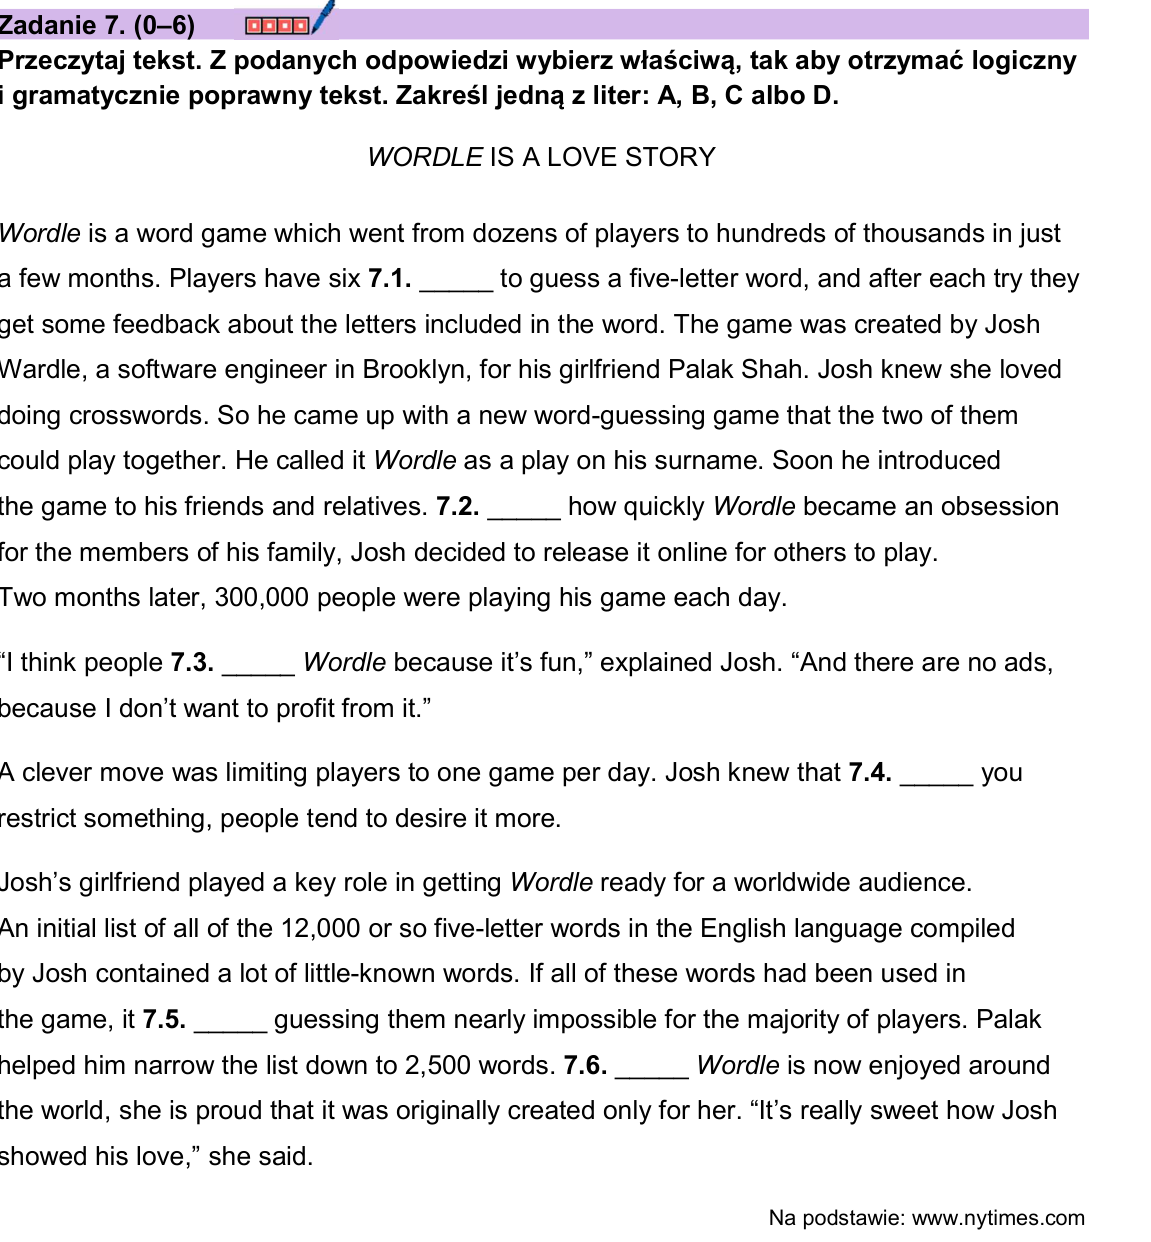 Zadanie 7. (0–6)
Przeczytaj tekst. Z podanych odpowiedzi wybierz właściwą, tak aby otrzymać logiczny
i gramatycznie poprawny tekst. Zakreśl jedną z liter: A, B, C albo D.
WORDLE IS A LOVE STORY
Wordle is a word game which went from dozens of players to hundreds of thousands in just
a few months. Players have six 7.1. _____ to guess a five-letter word, and after each try they
get some feedback about the letters included in the word. The game was created by Josh
Wardle, a software engineer in Brooklyn, for his girlfriend Palak Shah. Josh knew she loved
doing crosswords. So he came up with a new word-guessing game that the two of them
could play together. He called it Wordle as a play on his surname. Soon he introduced
the game to his friends and relatives. 7.2. _____ how quickly Wordle became an obsession
for the members of his family, Josh decided to release it online for others to play.
Two months later, 300,000 people were playing his game each day.
“I think people 7.3. _____ Wordle because it’s fun,” explained Josh. “And there are no ads,
because I don’t want to profit from it.”
A clever move was limiting players to one game per day. Josh knew that 7.4. _____ you
restrict something, people tend to desire it more.
Josh’s girlfriend played a key role in getting Wordle ready for a worldwide audience.
An initial list of all of the 12,000 or so five-letter words in the English language compiled
by Josh contained a lot of little-known words. If all of these words had been used in
the game, it 7.5. _____ guessing them nearly impossible for the majority of players. Palak
helped him narrow the list down to 2,500 words. 7.6. _____ Wordle is now enjoyed around
the world, she is proud that it was originally created only for her. “It’s really sweet how Josh
showed his love,” she said.
Na podstawie: www.nytimes.com